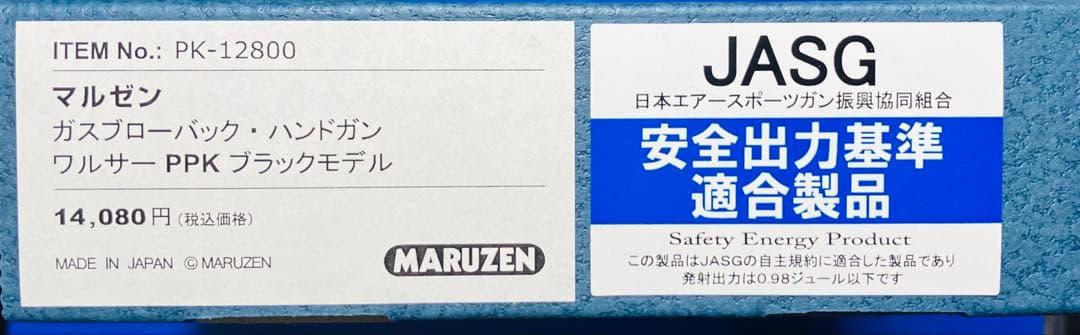 ITEM No.: PK-12800
マルゼン
ガスブローバック・ハンドガン
ワルサー PPK ブラックモデル
14,080円（税込価格）
MADE IN JAPAN ©MARUZEN
MARUZEN
JASG
日本エアースポーツガン振興協同組合
安全出力基準
適合製品
Safety Energy Product
この製品はJASGの自主規約に適合した製品であり
発射出力は0.98ジュール以下です